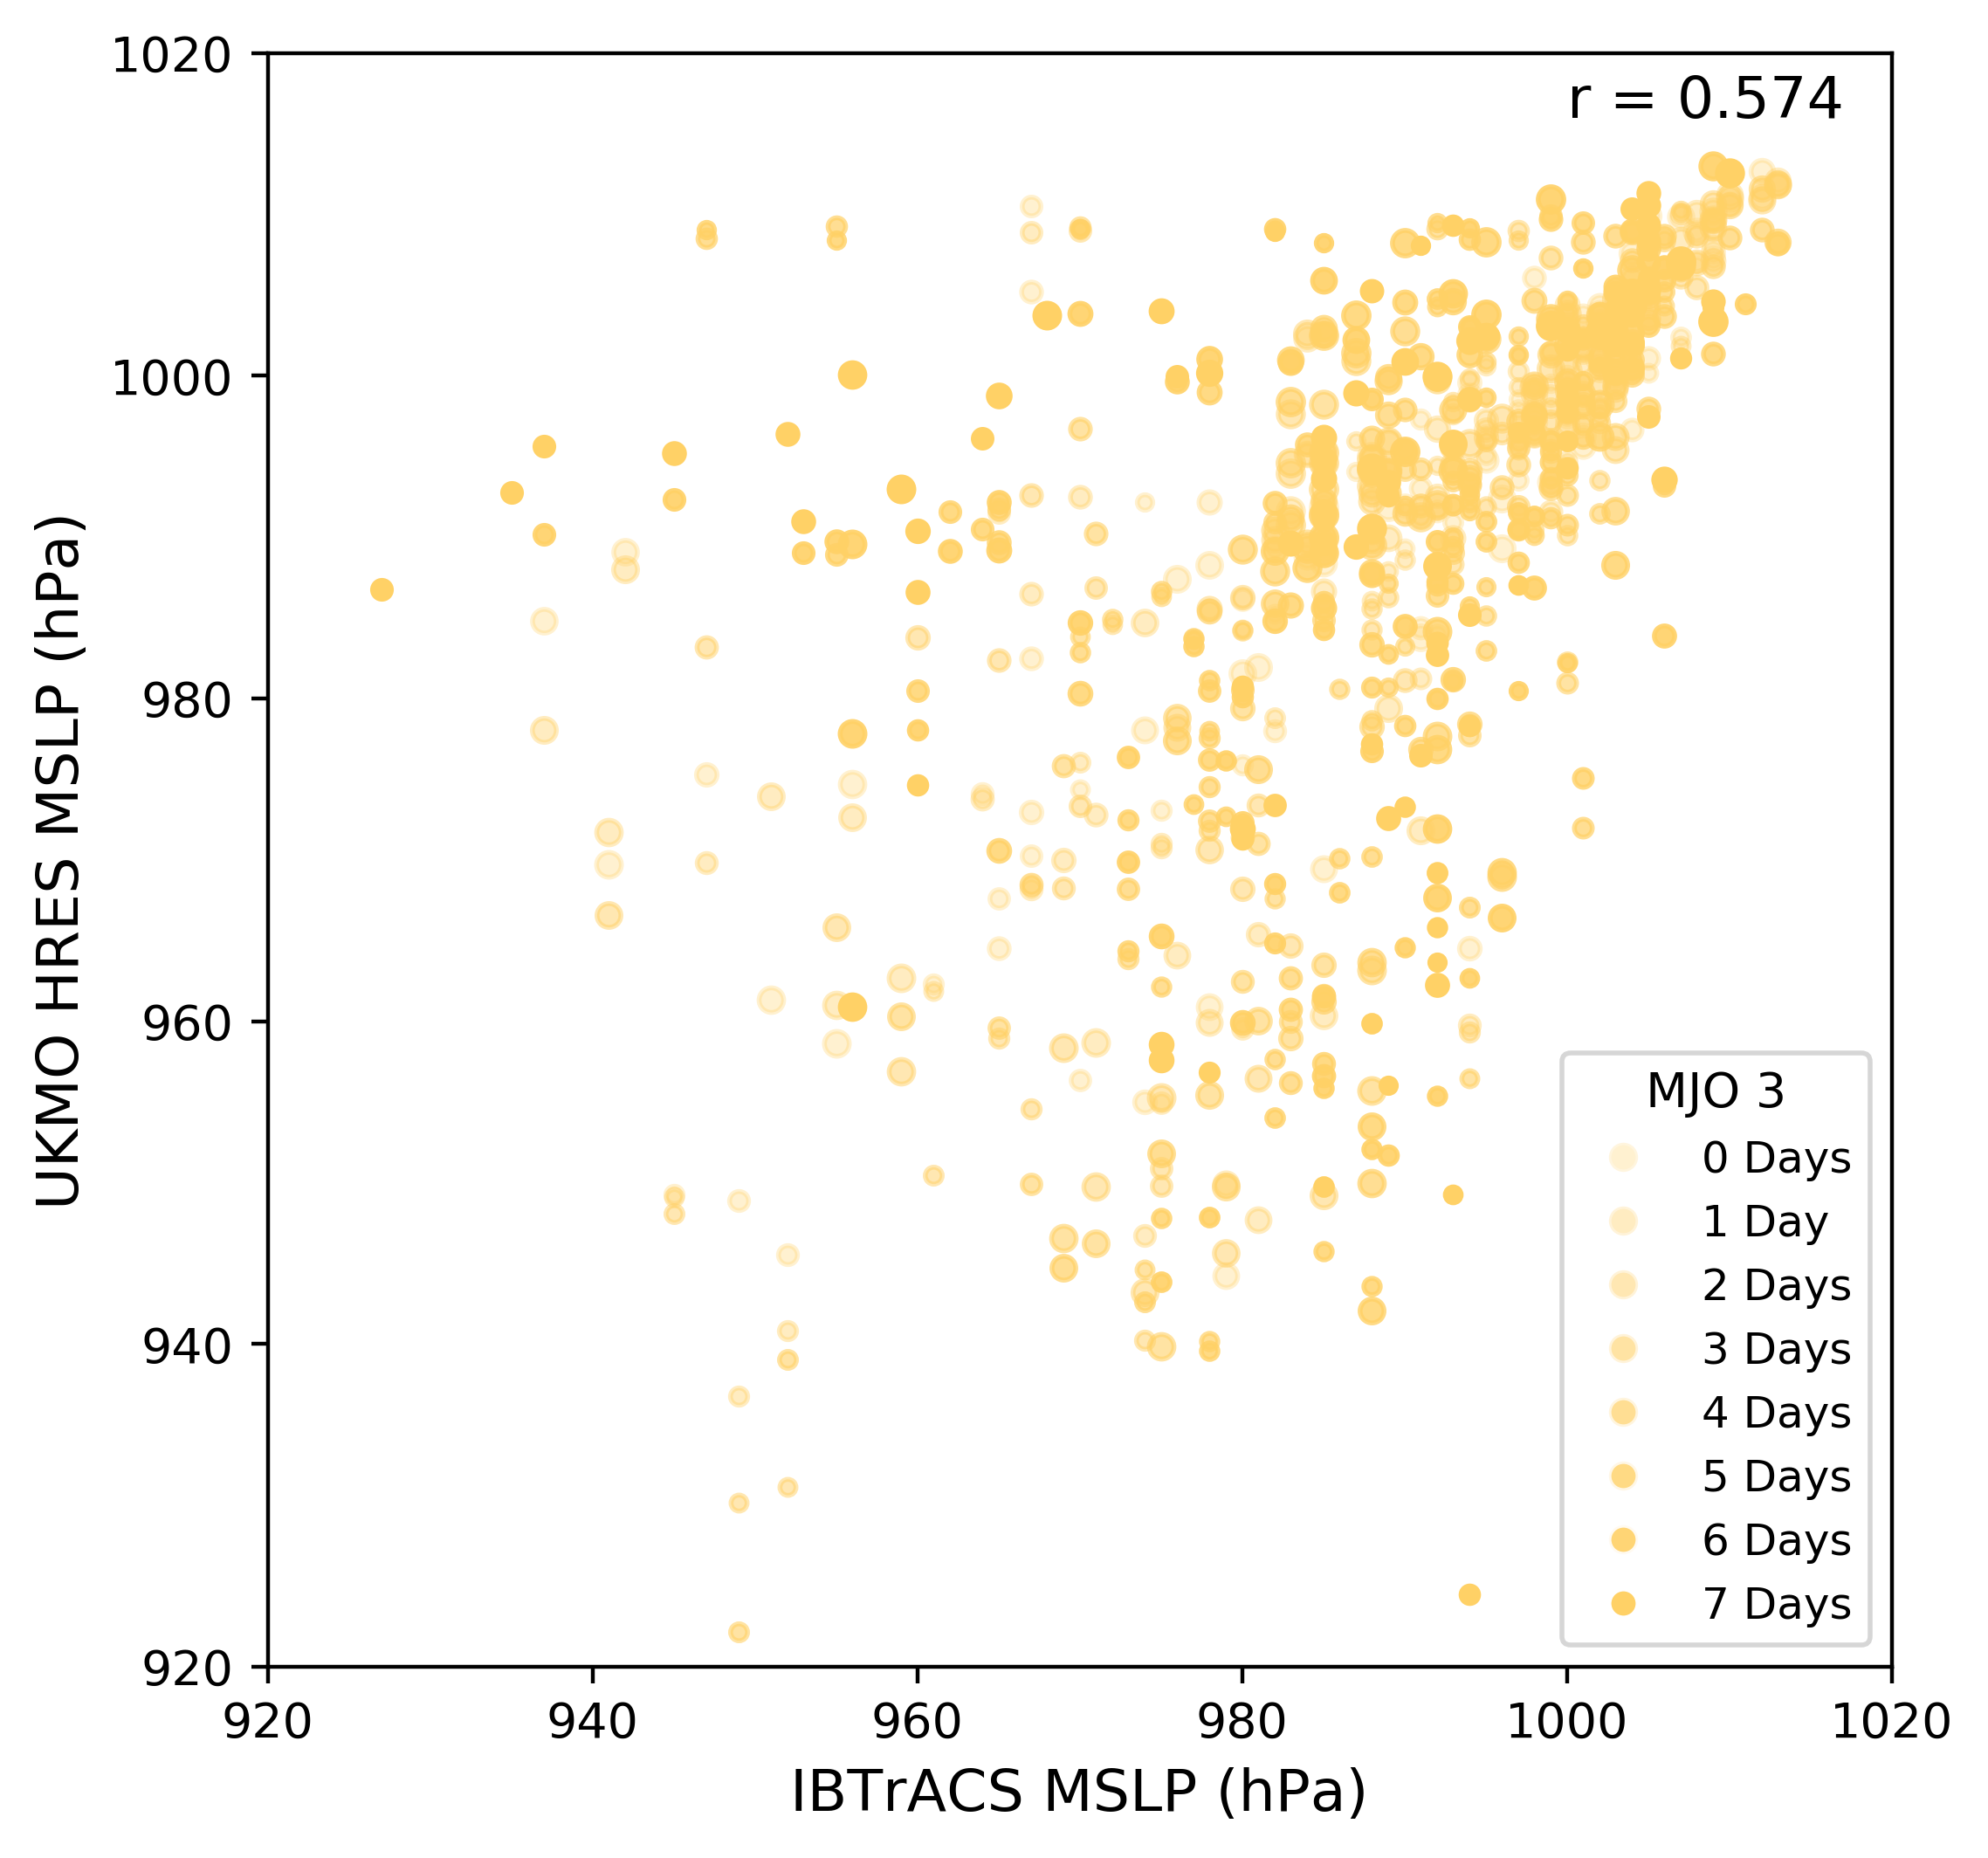 1020
r = 0.574
1000
980
960
940
920
UKMO HRES MSLP (hPa)
MJO 3
0 Days
1 Day
2 Days
3 Days
4 Days
5 Days
6 Days
7 Days
920 940 960 980 1000 1020
IBTrACS MSLP (hPa)